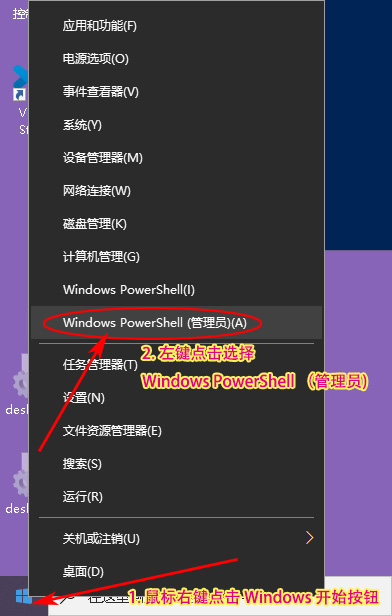 控制
应用和功能(F)
电源选项(O)
事件查看器(V)
V
St
系统(Y)
设备管理器(M)
网络连接(W)
磁盘管理(K)
计算机管理(G)
Windows PowerShell(I)
Windows PowerShell (管理员)(A)
2. 左键点击选择
Windows PowerShell （管理员)
任务管理器(T)
设置(N)
desk
文件资源管理器(E)
搜索(S)
运行(R)
desk
关机或注销(U)
桌面(D)
1. 鼠标右键点击 Windows 开始按钮